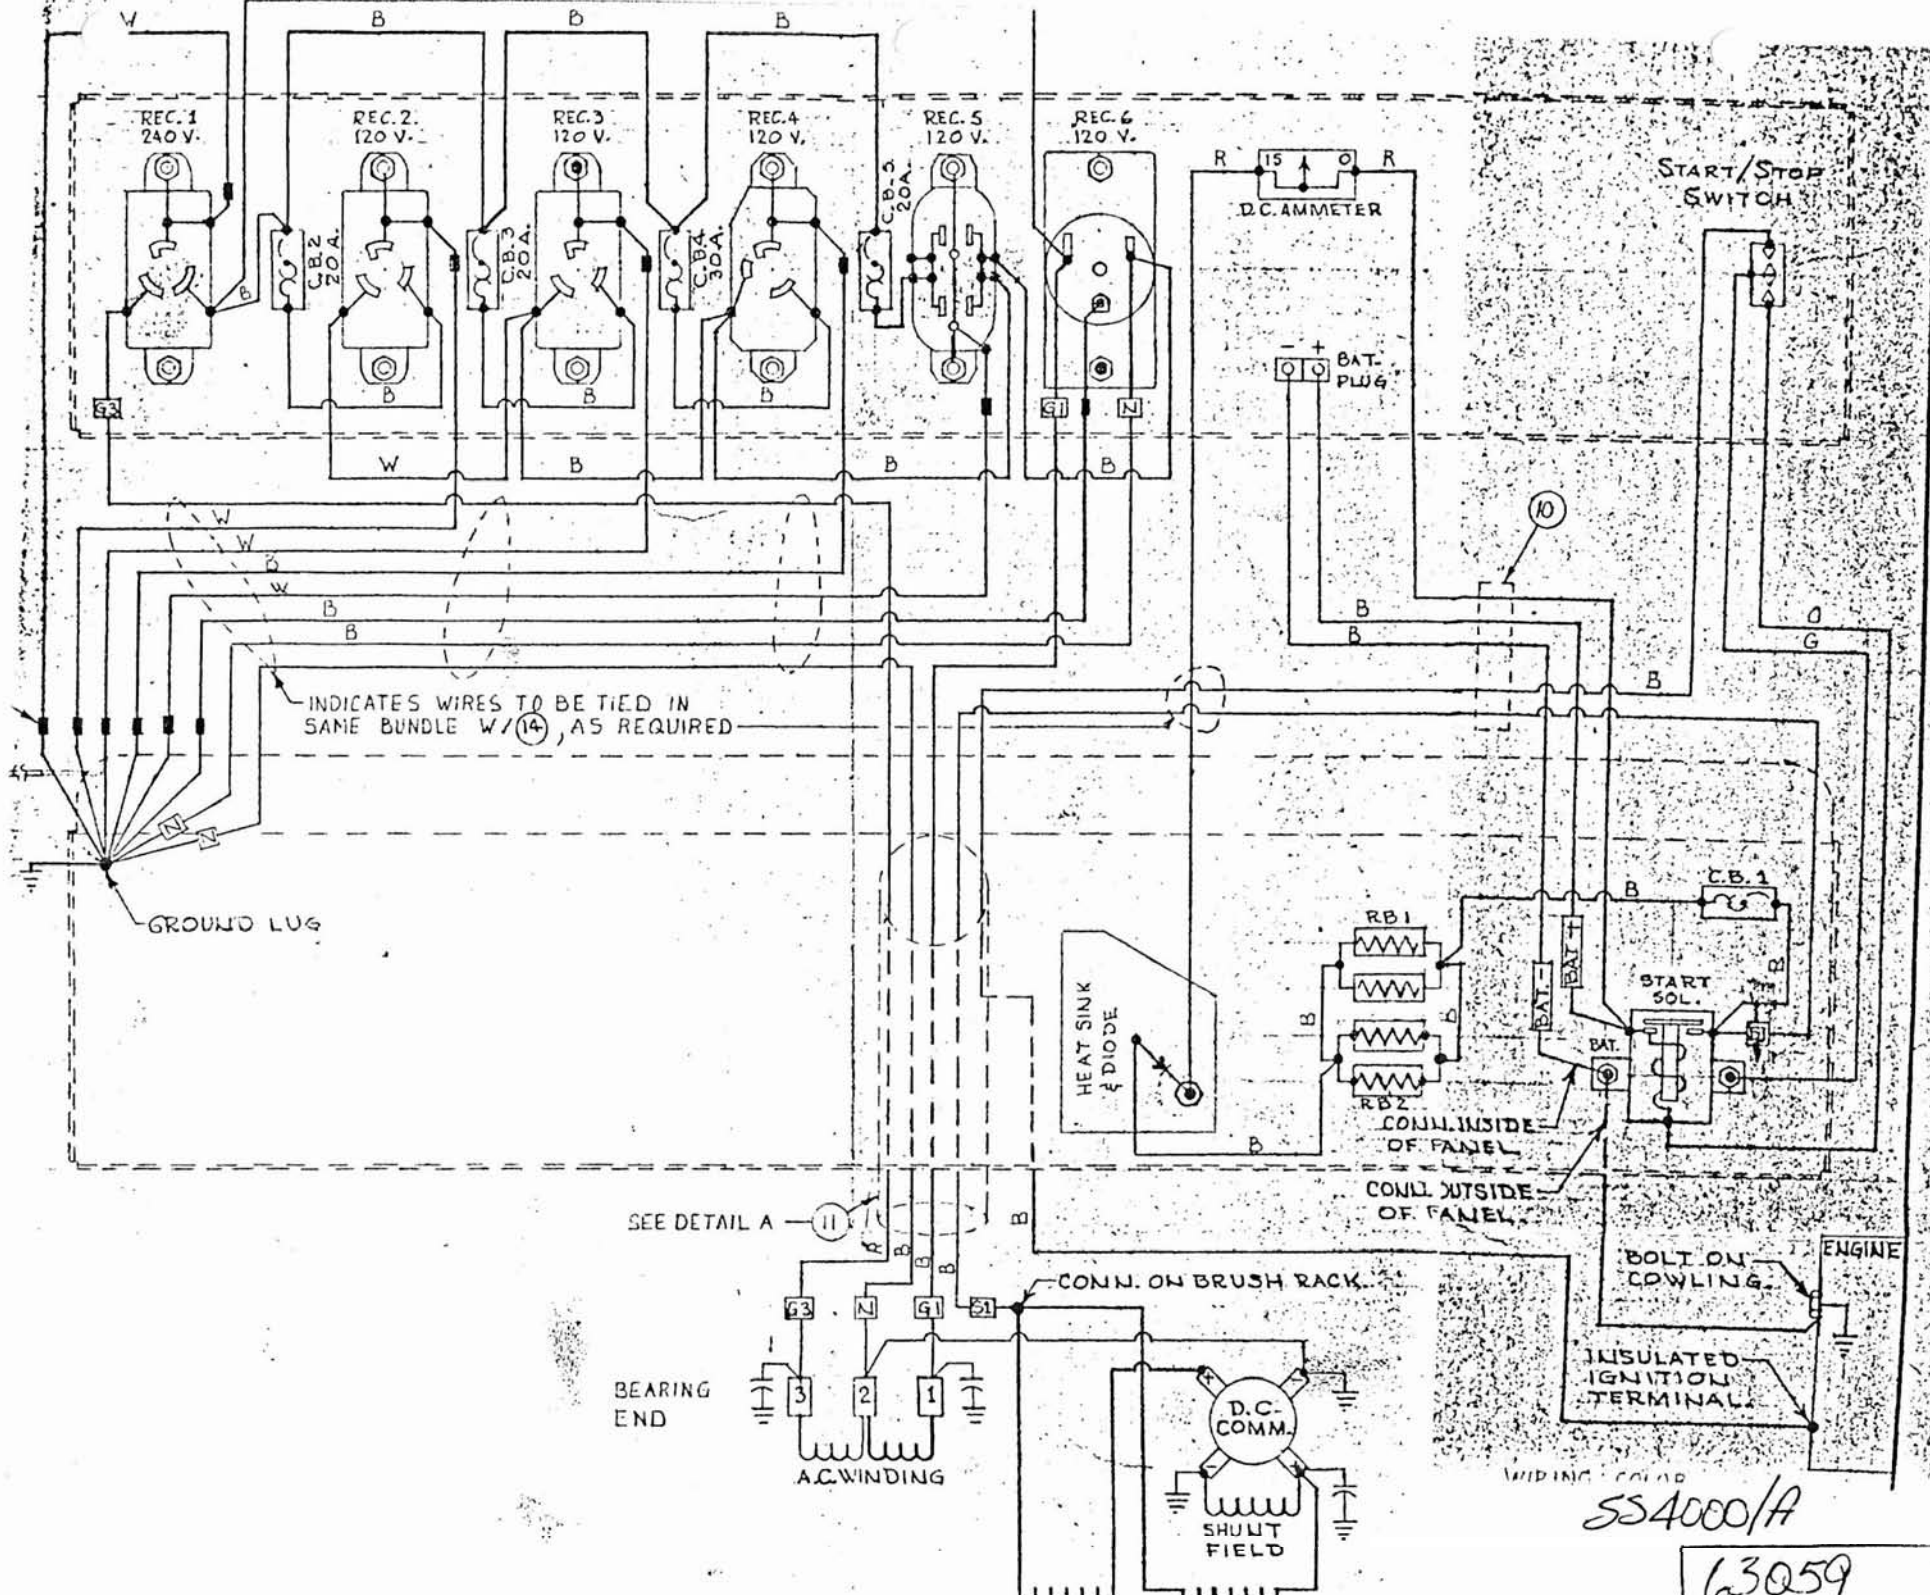 W B B B
REC. 1
240 V.
REC. 2.
120 V.
REC. 3
120 V.
REC. 4
120 V.
REC. 5
120 V.
REC. 6
120 V.
C.B.2
20 A.
C.B.3
20 A.
C.B.4
30 A.
C.B.5
20 A.
B
R 15 0 R
D.C. AMMETER
START/STOP
SWITCH
- +
BAT.
PLUG
G3 B B B G1 N
W B B B
10
W
W
B
W
B
B
B
B
O
G
B
INDICATES WIRES TO BE TIED IN
SAME BUNDLE W/ 14 , AS REQUIRED
N N
GROUND LUG
HEAT SINK
& DIODE
RB1
RB2
B
B
B
B
B
C.B.1
B
BAT +
BAT -
START
SOL.
BAT.
S1
CONN. INSIDE
OF PANEL
CONN. OUTSIDE
OF PANEL
SEE DETAIL A 11
B
R B B B
CONN. ON BRUSH RACK
G3 N G1 S1
BOLT ON
COWLING
ENGINE
BEARING
END
3 2 1
A.C. WINDING
+ -
D.C.
COMM.
- +
SHUNT
FIELD
INSULATED
IGNITION
TERMINAL
WIRING COLOR
SS4000/A
63059